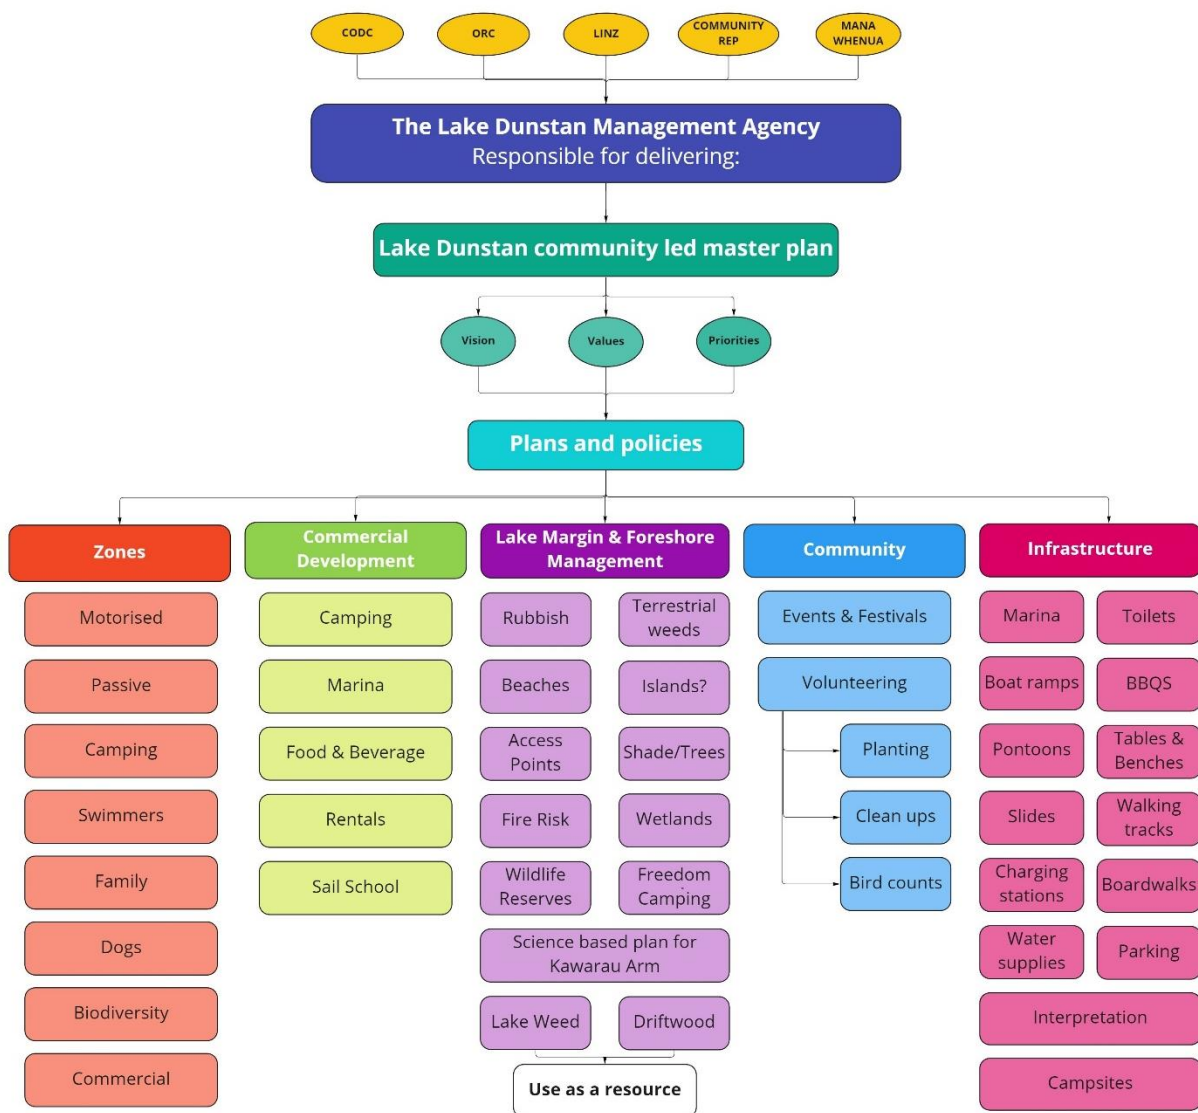 CODC
ORC
LINZ
COMMUNITY
REP
MANA
WHENUA
The Lake Dunstan Management Agency
Responsible for delivering:
Lake Dunstan community led master plan
Vision
Values
Priorities
Plans and policies
Zones
Motorised
Passive
Camping
Swimmers
Family
Dogs
Biodiversity
Commercial
Commercial
Development
Camping
Marina
Food & Beverage
Rentals
Sail School
Lake Margin & Foreshore
Management
Rubbish
Terrestrial
weeds
Beaches
Islands?
Access
Points
Shade/Trees
Fire Risk
Wetlands
Wildlife
Reserves
Freedom
Camping
Science based plan for
Kawarau Arm
Lake Weed
Driftwood
Use as a resource
Community
Events & Festivals
Volunteering
Planting
Clean ups
Bird counts
Infrastructure
Marina
Toilets
Boat ramps
BBQS
Pontoons
Tables &
Benches
Slides
Walking
tracks
Charging
stations
Boardwalks
Water
supplies
Parking
Interpretation
Campsites